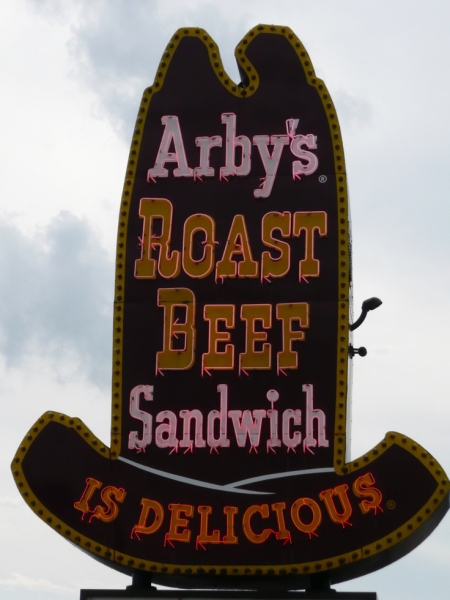 Arby's®
ROAST
BEEF
Sandwich
IS DELICIOUS®